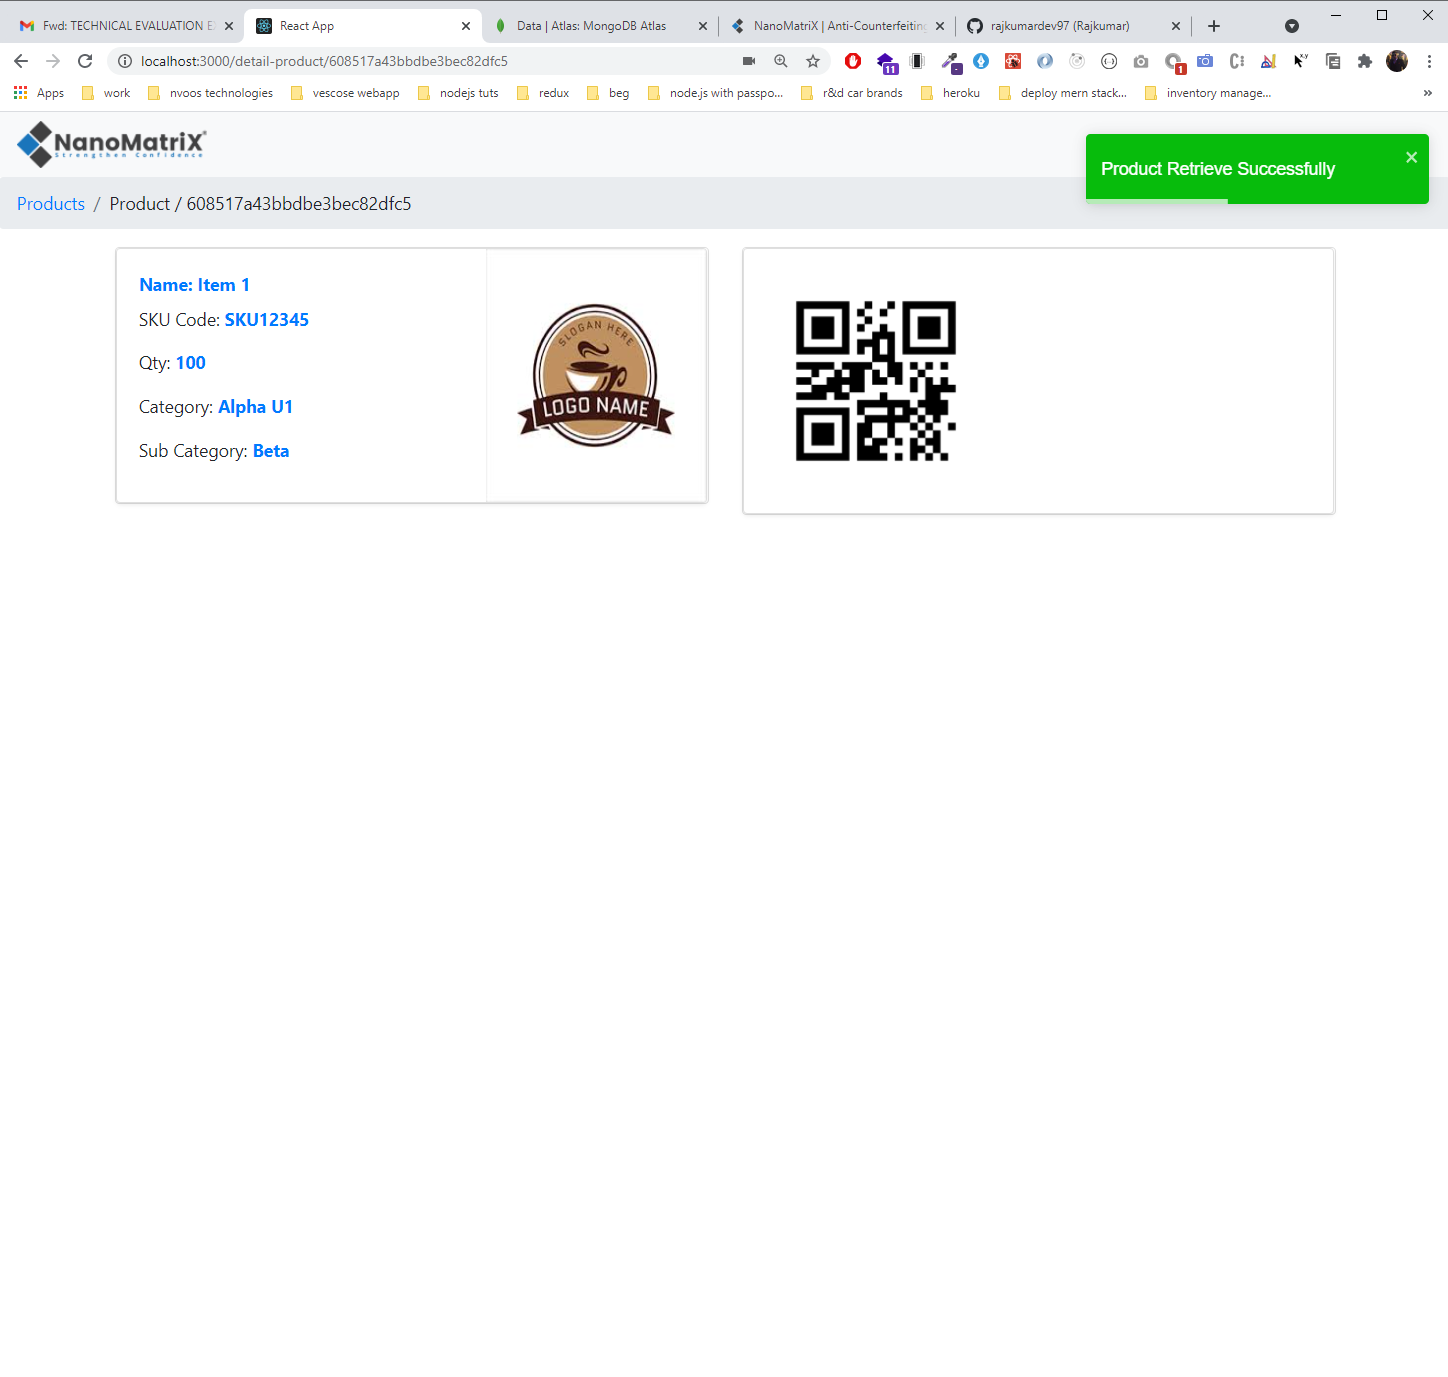 Fwd: TECHNICAL EVALUATION E
React App
Data | Atlas: MongoDB Atlas
NanoMatriX | Anti-Counterfeiting
rajkumardev97 (Rajkumar)
localhost:3000/detail-product/608517a43bbdbe3bec82dfc5
11
1
x,y
Apps
work
nvoos technologies
vescose webapp
nodejs tuts
redux
beg
node.js with passpo...
r&d car brands
heroku
deploy mern stack...
inventory manage...
»
NanoMatriX
Strengthen Confidence
Product Retrieve Successfully
Products / Product / 608517a43bbdbe3bec82dfc5
Name: Item 1
SKU Code: SKU12345
Qty: 100
Category: Alpha U1
Sub Category: Beta
SLOGAN HERE
LOGO NAME